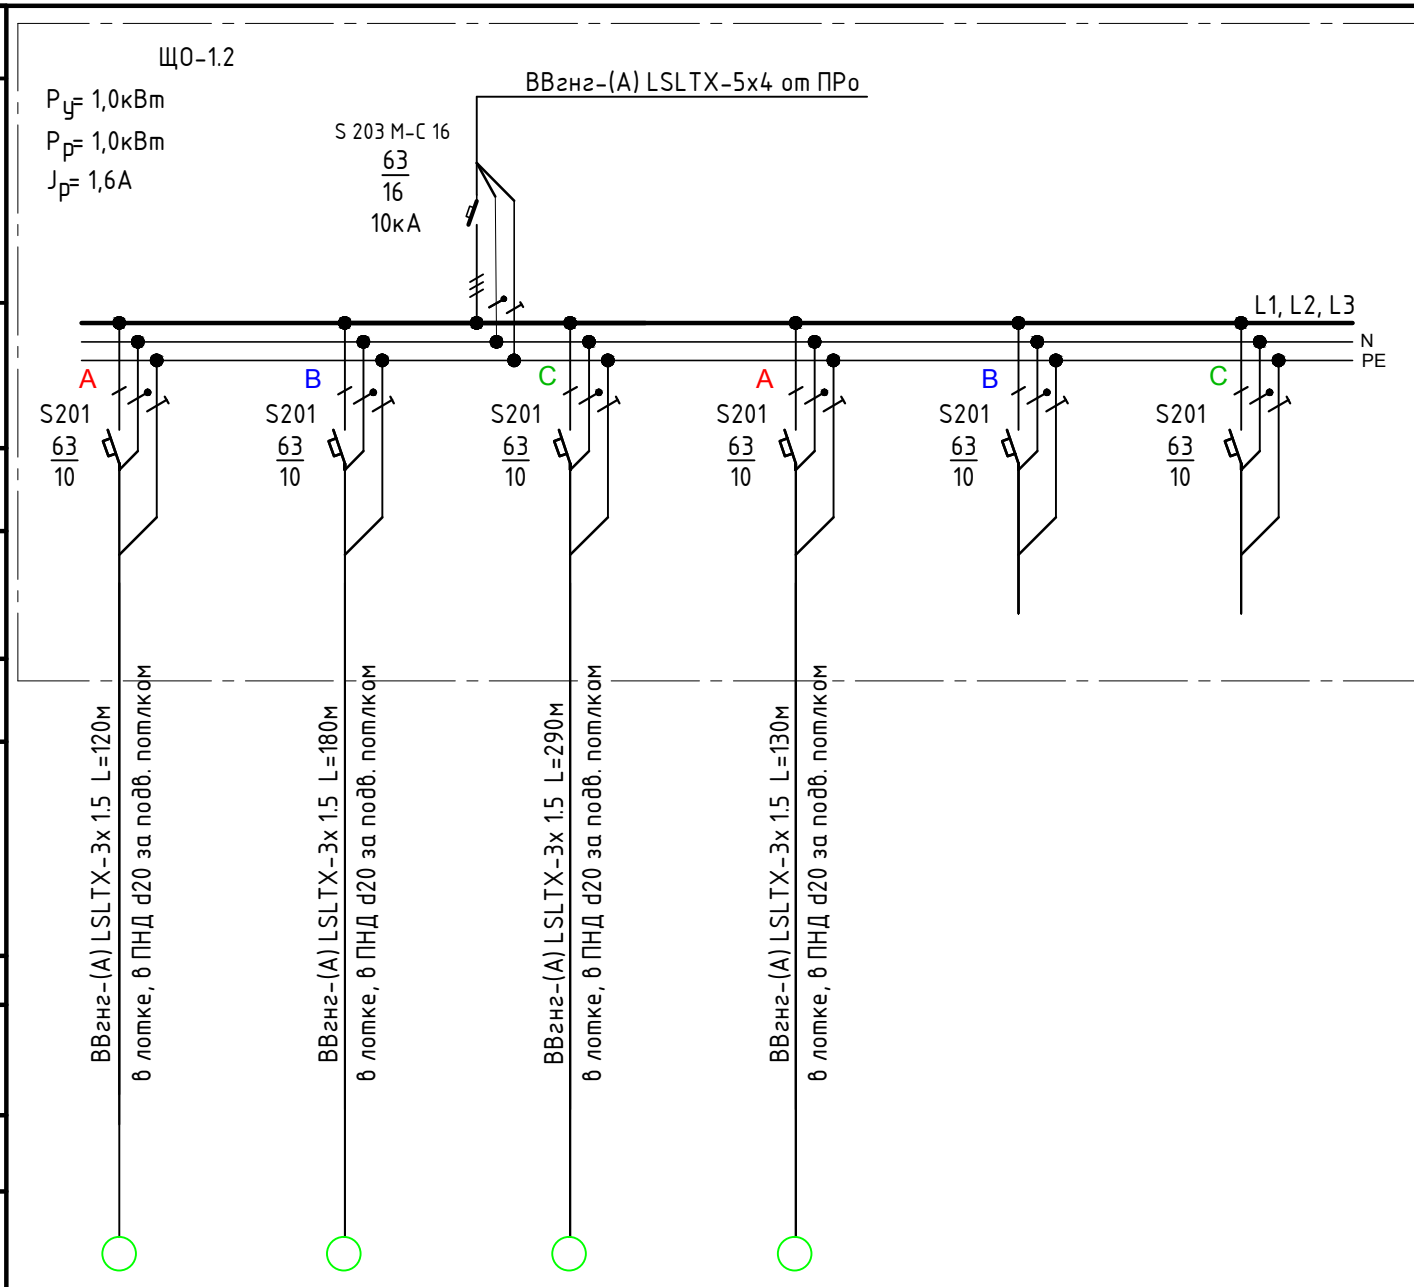 ЩО-1.2
Pу= 1,0кВт
Pр= 1,0кВт
Jр= 1,6А
ВВгнг-(А) LSLTX-5х4 от ПРо
S 203 М-С 16
63
16
10кА
L1, L2, L3
N
PE
A
B
C
A
B
C
S201
63
10
S201
63
10
S201
63
10
S201
63
10
S201
63
10
S201
63
10
ВВгнг-(А) LSLTX-3х 1.5 L=120м
в лотке, в ПНД d20 за подв. потлком
ВВгнг-(А) LSLTX-3х 1.5 L=180м
в лотке, в ПНД d20 за подв. потлком
ВВгнг-(А) LSLTX-3х 1.5 L=290м
в лотке, в ПНД d20 за подв. потлком
ВВгнг-(А) LSLTX-3х 1.5 L=130м
в лотке, в ПНД d20 за подв. потлком